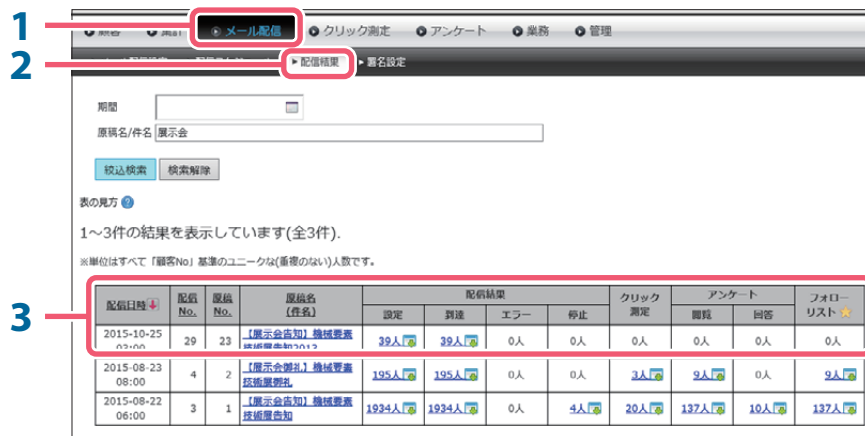 1
顧客 集計 メール配信 クリック測定 アンケート 業務 管理
2
配信結果 署名設定
期間
原稿名/件名 展示会
絞込検索 検索解除
表の見方
1～3件の結果を表示しています(全3件).
※単位はすべて「顧客No」基準のユニークな(重複のない)人数です。
3
配信日時 配信No. 原稿No. 原稿名(件名) 配信結果 クリック測定 アンケート フォローリスト
設定 到達 エラー 停止 閲覧 回答
2015-10-25 03:00 29 23 【展示会告知】機械要素技術展告知2013 39人 39人 0人 0人 0人 0人 0人 0人
2015-08-23 08:00 4 2 【展示会御礼】機械要素技術展御礼 195人 195人 0人 0人 3人 9人 0人 9人
2015-08-22 06:00 3 1 【展示会告知】機械要素技術展告知 1934人 1934人 0人 4人 20人 137人 10人 137人